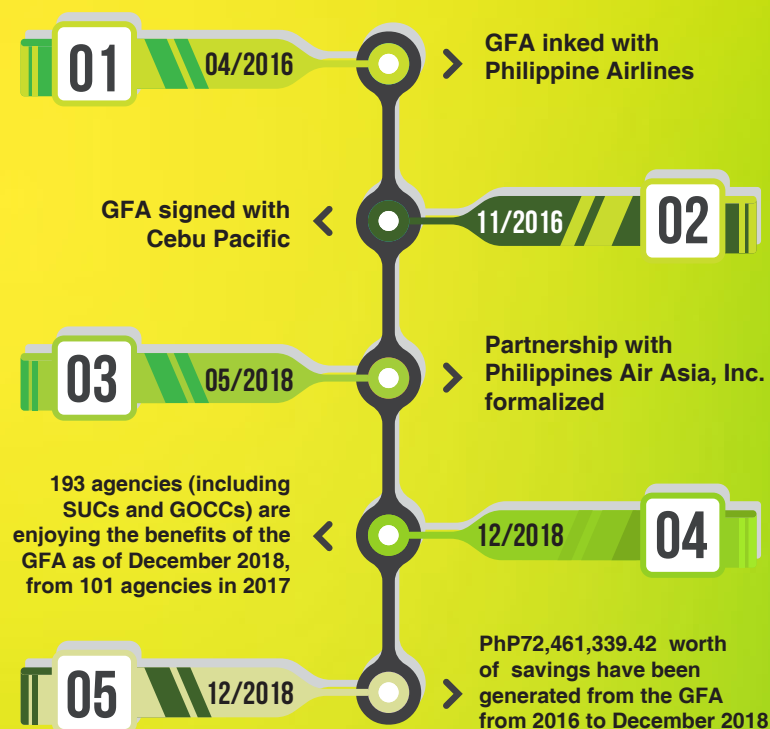 01
04/2016
GFA inked with
Philippine Airlines
GFA signed with
Cebu Pacific
11/2016
02
03
05/2018
Partnership with
Philippines Air Asia, Inc.
formalized
193 agencies (including
SUCs and GOCCs) are
enjoying the benefits of the
GFA as of December 2018,
from 101 agencies in 2017
12/2018
04
05
12/2018
PhP72,461,339.42 worth
of savings have been
generated from the GFA
from 2016 to December 2018